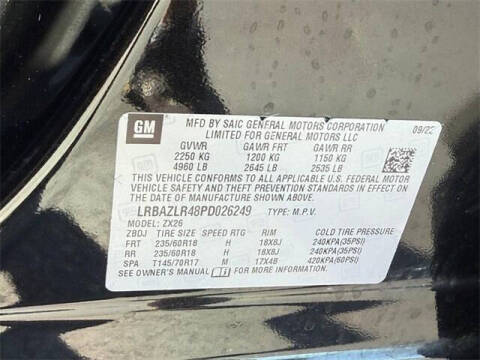 GM
MFD BY SAIC GENERAL MOTORS CORPORATION
LIMITED FOR GENERAL MOTORS LLC
09/22
GVWR GAWR FRT GAWR RR
2250 KG 1200 KG 1150 KG
4960 LB 2645 LB 2535 LB
THIS VEHICLE CONFORMS TO ALL APPLICABLE U.S. FEDERAL MOTOR
VEHICLE SAFETY AND THEFT PREVENTION STANDARDS IN EFFECT ON
THE DATE OF MANUFACTURE SHOWN ABOVE.
LRBAZLR48PD026249 TYPE: M.P.V.
MODEL: ZX26
ZBDJ TIRE SIZE SPEED RTG RIM COLD TIRE PRESSURE
FRT 235/60R18 H 18X8J 240KPA(35PSI)
RR 235/60R18 H 18X8J 240KPA(35PSI)
SPA T145/70R17 M 17X4B 420KPA(60PSI)
SEE OWNER'S MANUAL FOR ADDITIONAL INFORMATION.